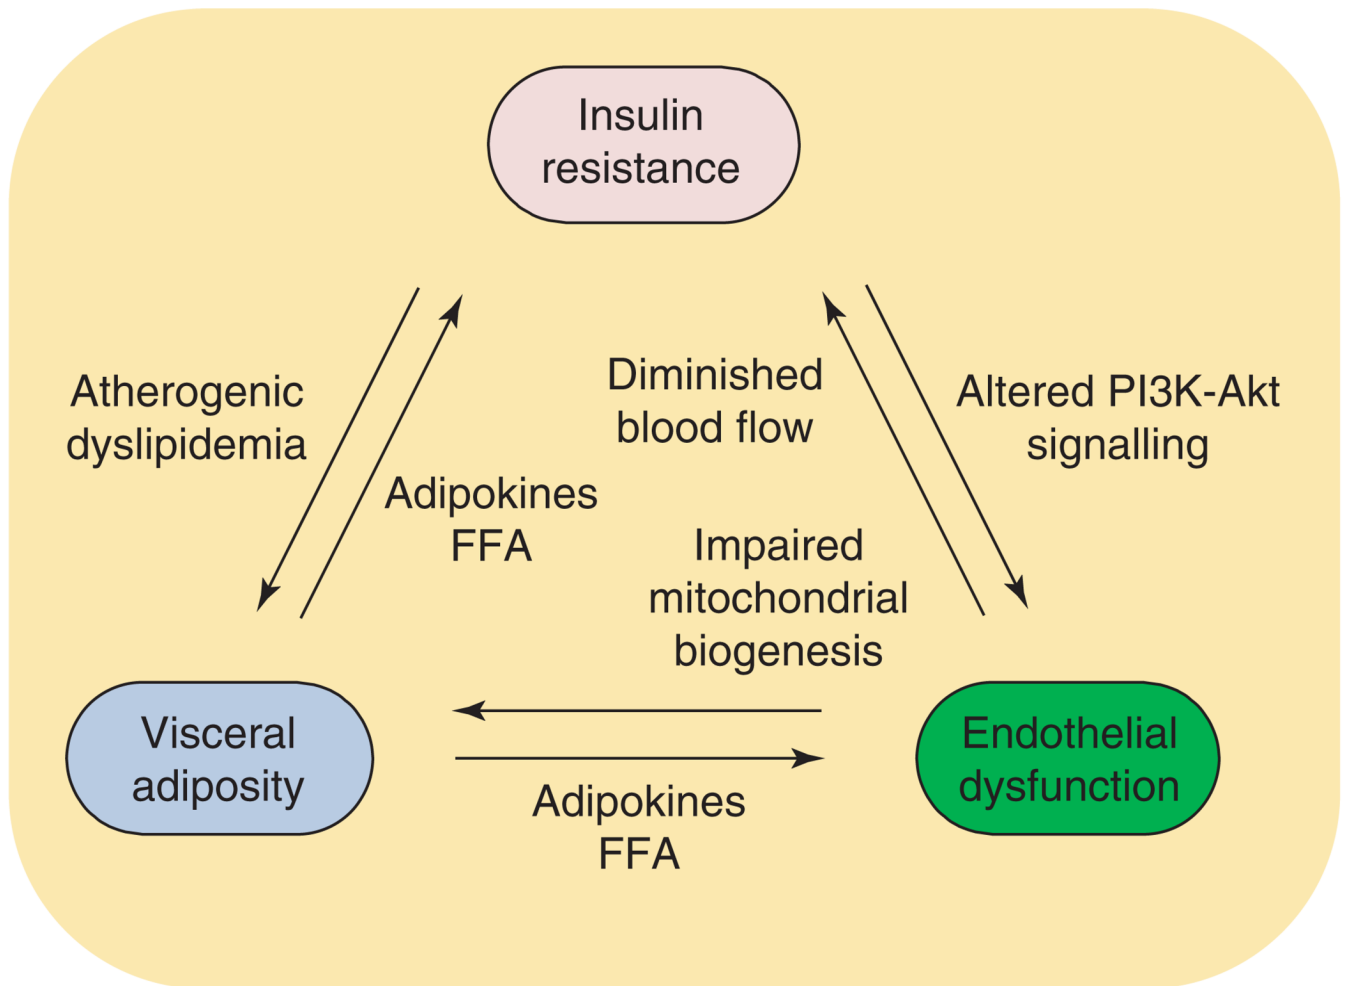 Insulin
resistance
Atherogenic
dyslipidemia
Diminished
blood flow
Altered PI3K-Akt
signalling
Adipokines
FFA
Impaired
mitochondrial
biogenesis
Visceral
adiposity
Endothelial
dysfunction
Adipokines
FFA